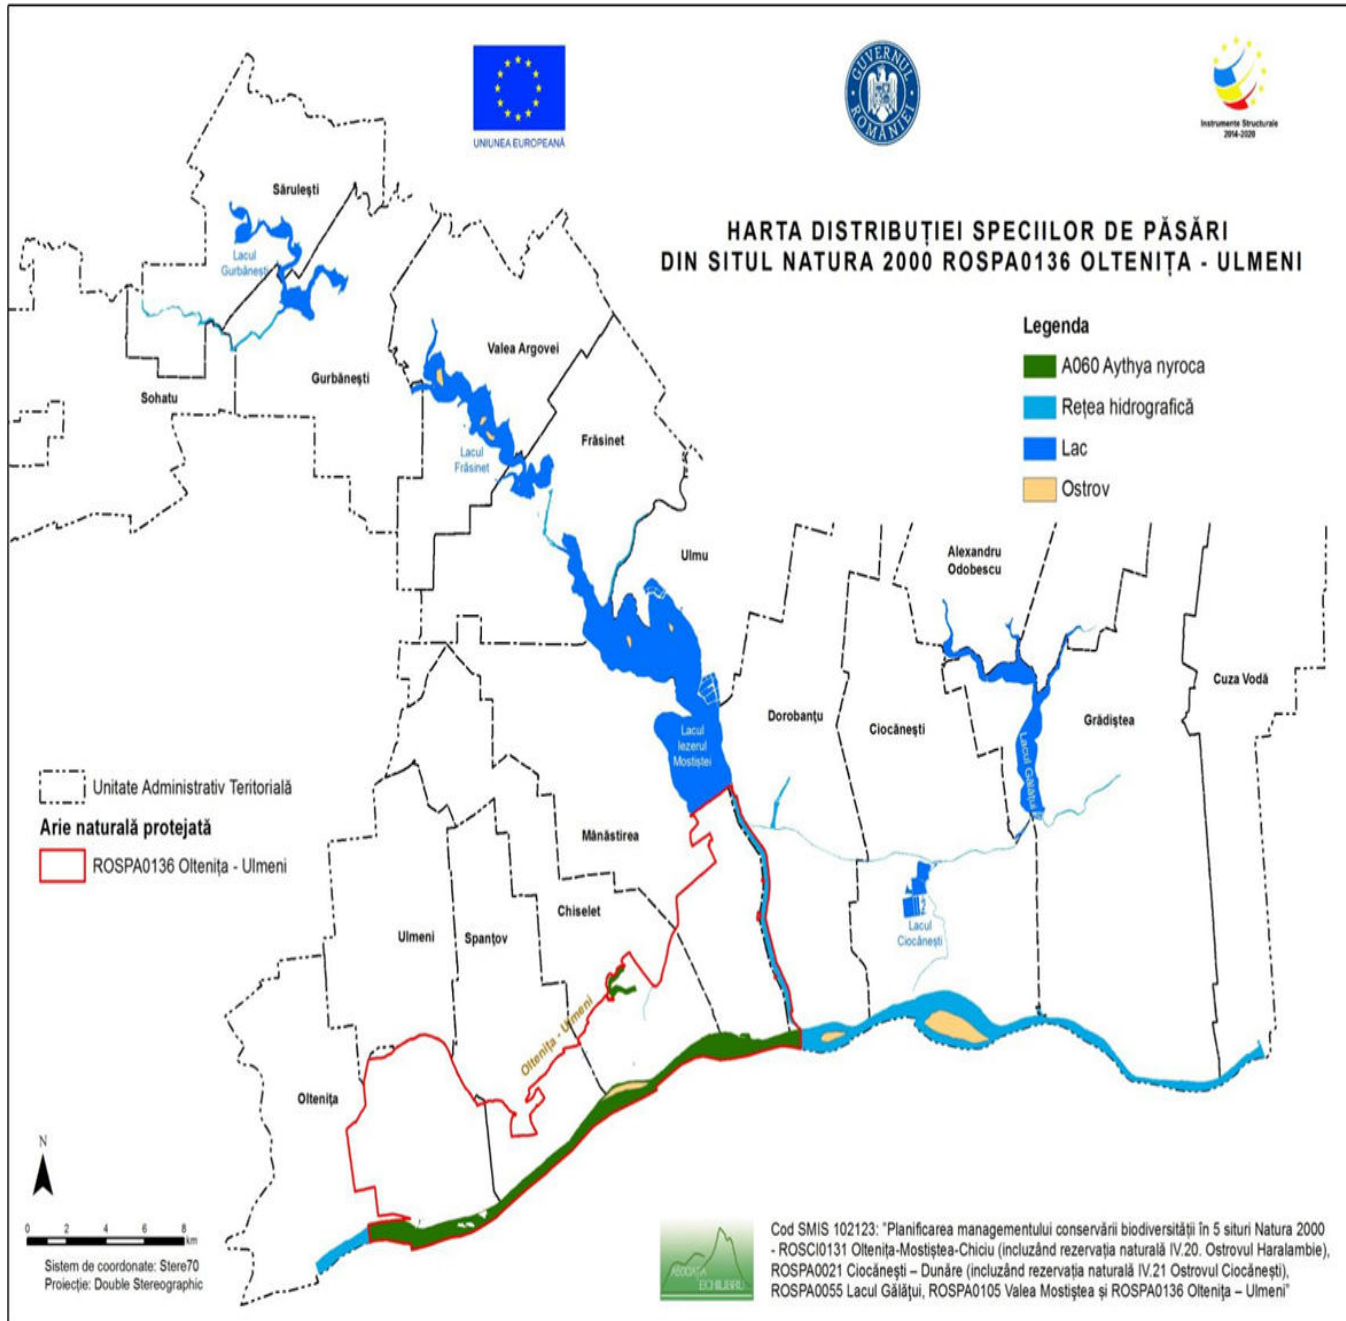 UNIUNEA EUROPEANĂ
GUVERNUL ROMÂNIEI
Instrumente Structurale
2014-2020
HARTA DISTRIBUȚIEI SPECIILOR DE PĂSĂRI
DIN SITUL NATURA 2000 ROSPA0136 OLTENIȚA - ULMENI
Legenda
A060 Aythya nyroca
Rețea hidrografică
Lac
Ostrov
Sărulești
Lacul
Gurbănești
Sohatu
Gurbănești
Valea Argovei
Lacul
Frăsinet
Frăsinet
Ulmu
Alexandru
Odobescu
Cuza Vodă
Dorobanțu
Ciocănești
Grădiștea
Lacul Gălățui
Lacul
Iezerul
Mostiștei
Unitate Administrativ Teritorială
Arie naturală protejată
ROSPA0136 Oltenița - Ulmeni
Mânăstirea
Chiselet
Ulmeni
Spanțov
Lacul
Ciocănești
Oltenița - Ulmeni
Oltenița
N
0 2 4 6 8
km
Sistem de coordonate: Stere70
Proiecție: Double Stereographic
ASOCIAȚIA
ECHILIBRU
Cod SMIS 102123: "Planificarea managementului conservării biodiversității în 5 situri Natura 2000
- ROSCI0131 Oltenița-Mostiștea-Chiciu (incluzând rezervația naturală IV.20. Ostrovul Haralambie),
ROSPA0021 Ciocănești – Dunăre (incluzând rezervația naturală IV.21 Ostrovul Ciocănești),
ROSPA0055 Lacul Gălățui, ROSPA0105 Valea Mostiștea și ROSPA0136 Oltenița – Ulmeni"